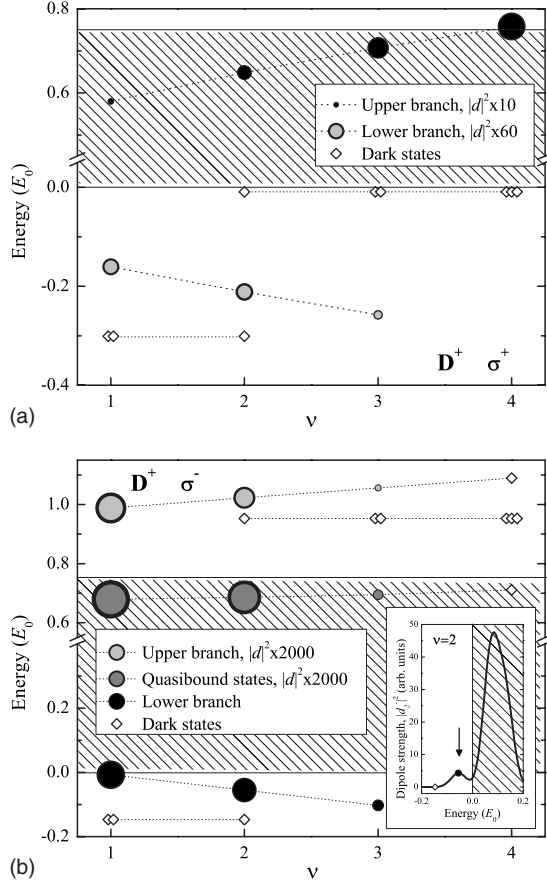 0.8
0.6
0.0
-0.2
-0.4
Energy (E₀)
Upper branch, |d|²x10
Lower branch, |d|²x60
Dark states
D⁺ σ⁺
1 2 3 4
ν
(a)
D⁺ σ⁻
1.0
0.8
0.6
0.2
0.0
-0.2
Energy (E₀)
Upper branch, |d|²x2000
Quasibound states, |d|²x2000
Lower branch
Dark states
ν=2
50
40
30
20
10
0
Dipole strength, |d_f|² (arb. units)
-0.2 0.0 0.2
Energy (E₀)
1 2 3 4
ν
(b)